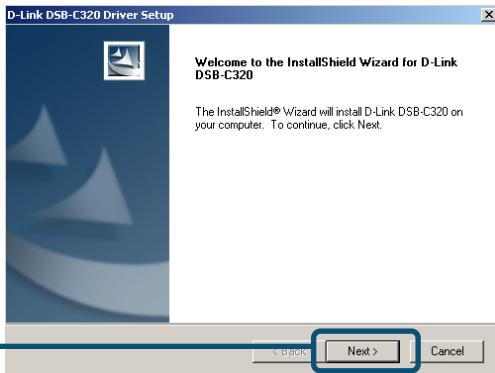 D-Link DSB-C320 Driver Setup
Welcome to the InstallShield Wizard for D-Link
DSB-C320
The InstallShield® Wizard will install D-Link DSB-C320 on
your computer. To continue, click Next.
< Back Next > Cancel